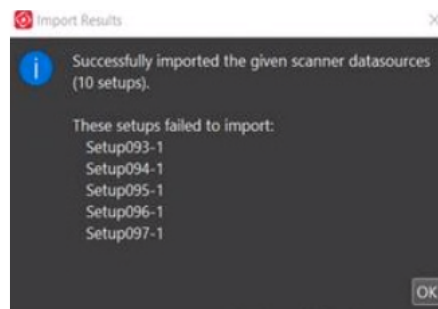 Import Results
Successfully imported the given scanner datasources
(10 setups).
These setups failed to import:
Setup093-1
Setup094-1
Setup095-1
Setup096-1
Setup097-1
OK